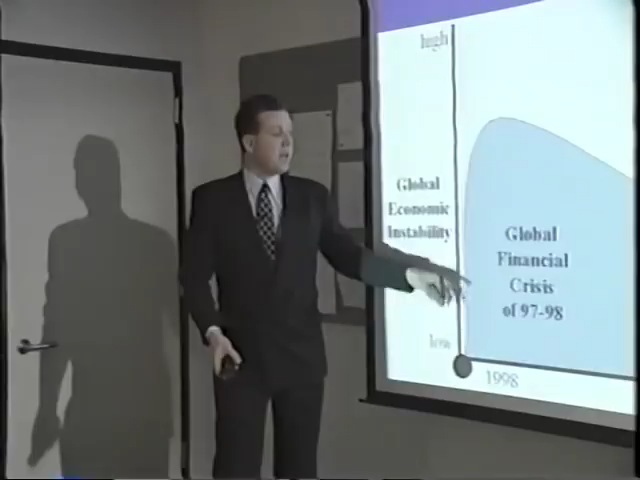 high
Global
Economic
Instability
low
Global
Financial
Crisis
of 97-98
1998